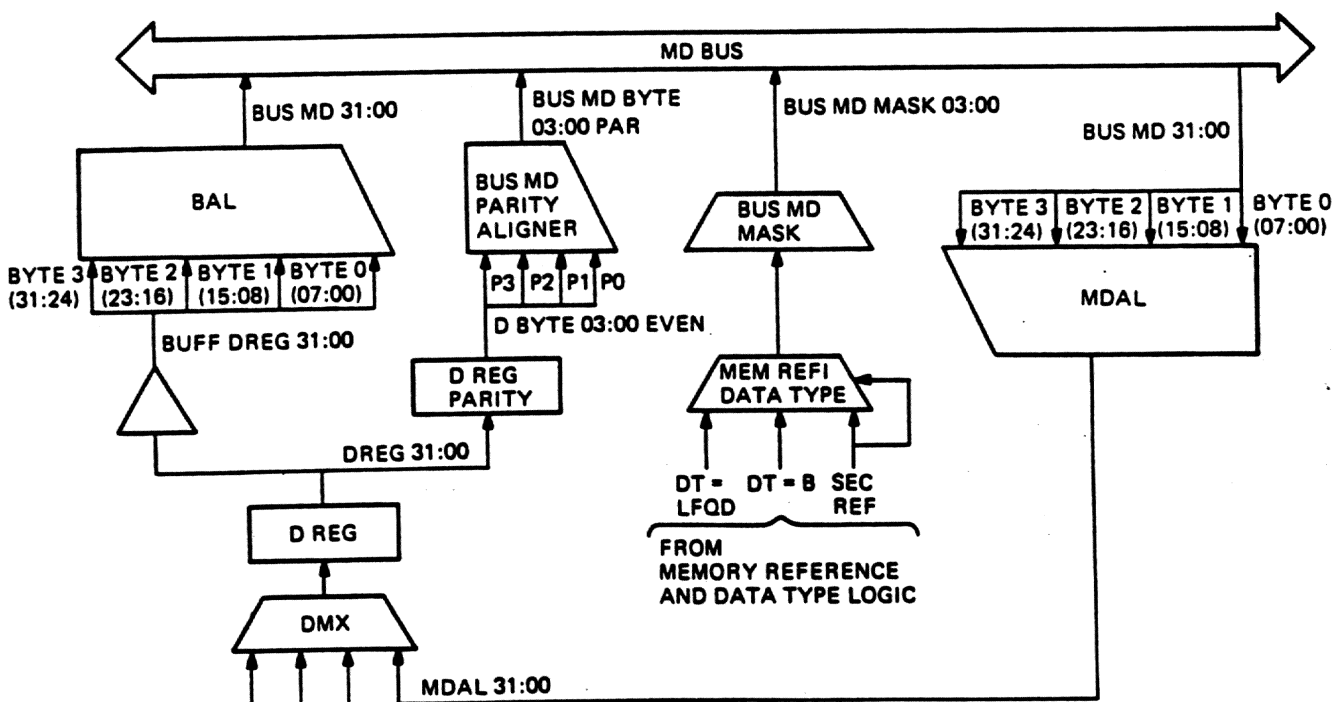 MD BUS
BUS MD 31:00
BUS MD BYTE
03:00 PAR
BUS MD MASK 03:00
BUS MD 31:00
BAL
BUS MD
PARITY
ALIGNER
BUS MD
MASK
BYTE 3
(31:24)
BYTE 2
(23:16)
BYTE 1
(15:08)
BYTE 0
(07:00)
MDAL
BYTE 3
(31:24)
BYTE 2
(23:16)
BYTE 1
(15:08)
BYTE 0
(07:00)
P3 P2 P1 P0
D BYTE 03:00 EVEN
BUFF DREG 31:00
D REG
PARITY
MEM REFI
DATA TYPE
DREG 31:00
DT =
LFQD
DT = B
SEC
REF
D REG
FROM
MEMORY REFERENCE
AND DATA TYPE LOGIC
DMX
MDAL 31:00